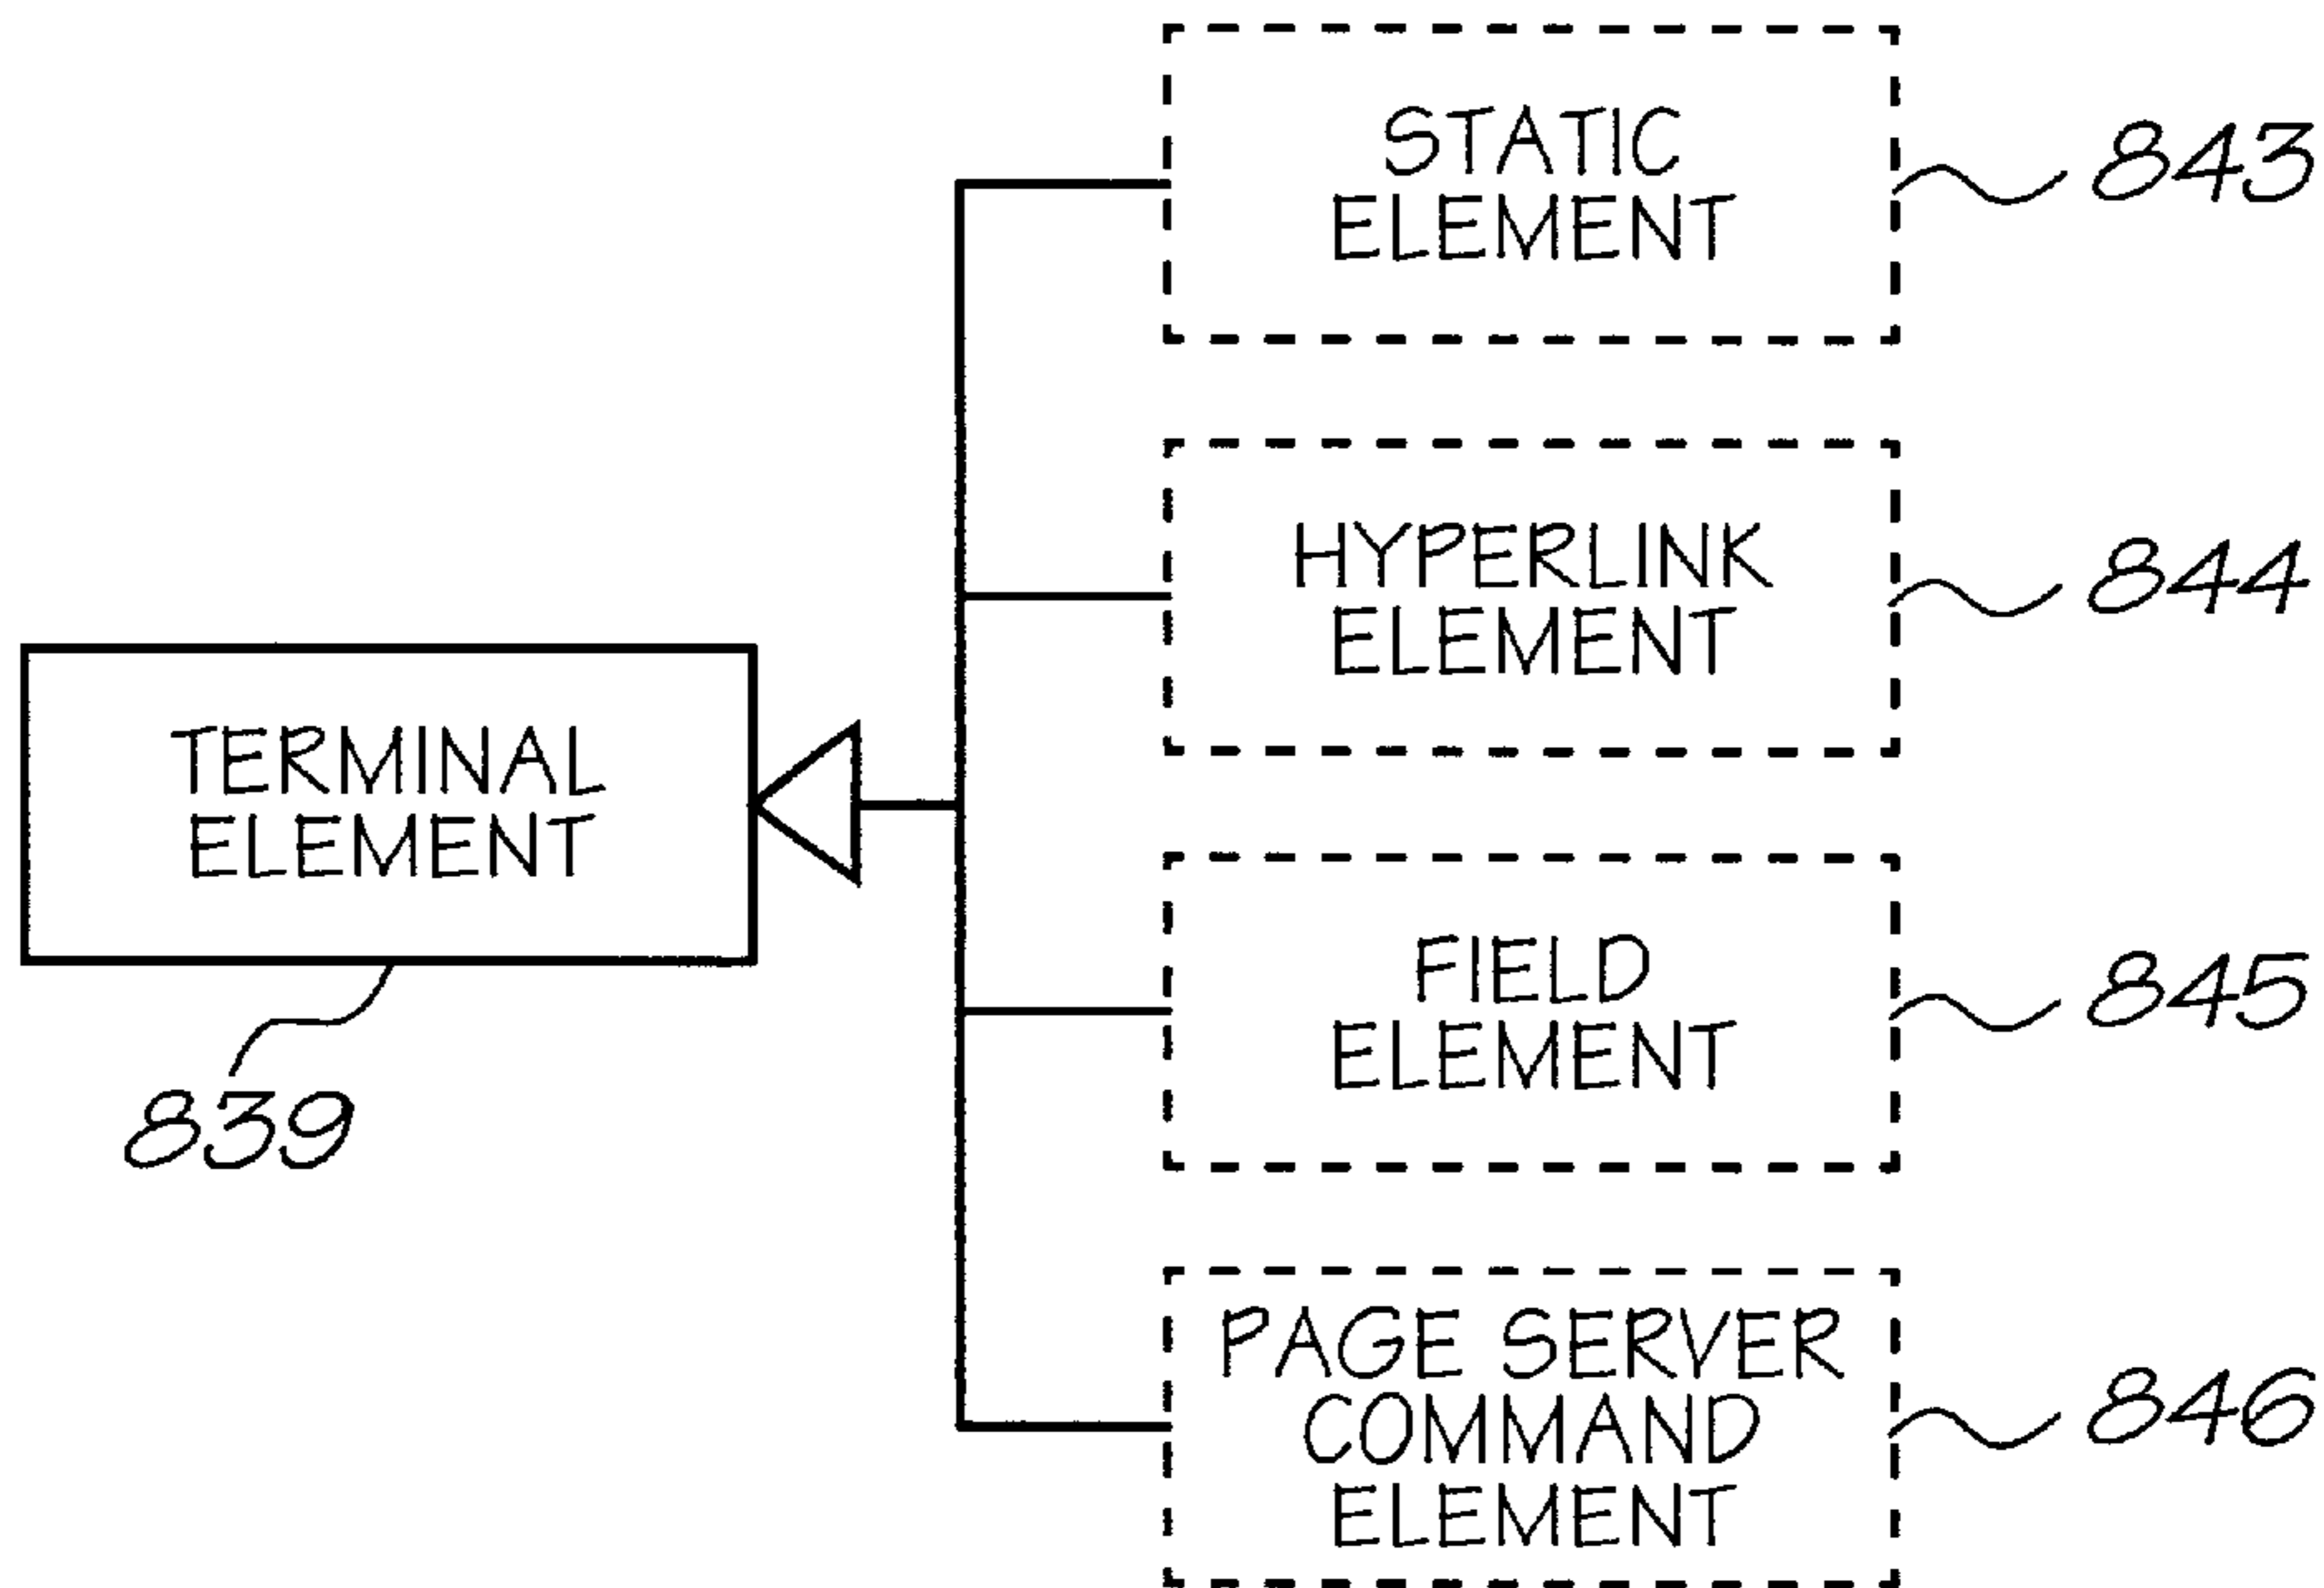 STATIC
ELEMENT
843
HYPERLINK
ELEMENT
844
TERMINAL
ELEMENT
839
FIELD
ELEMENT
845
PAGE SERVER
COMMAND
ELEMENT
846